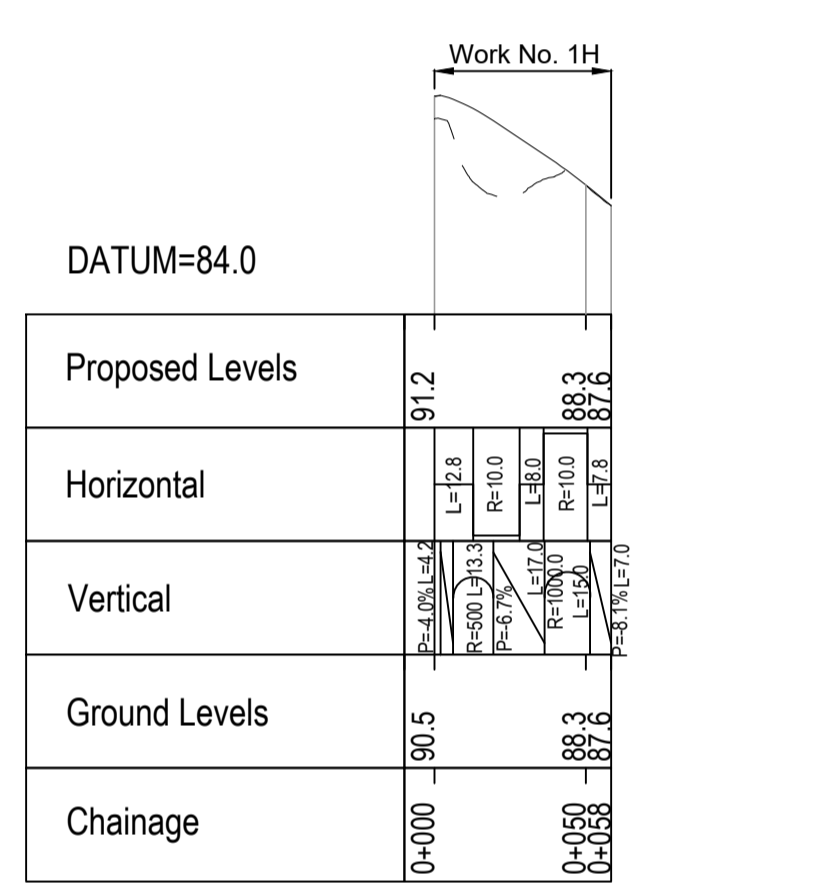 Work No. 1H
DATUM=84.0
Proposed Levels
91.2
88.3
87.6
Horizontal
L=12.8
R=10.0
L=8.0
R=10.0
L=7.8
Vertical
P=-4.0% L=4.2
R=500 L=13.3
P=-6.7%
L=17.0
R=1000.0
L=15.0
P=-8.1% L=7.0
Ground Levels
90.5
88.3
87.6
Chainage
0+000
0+050
0+058